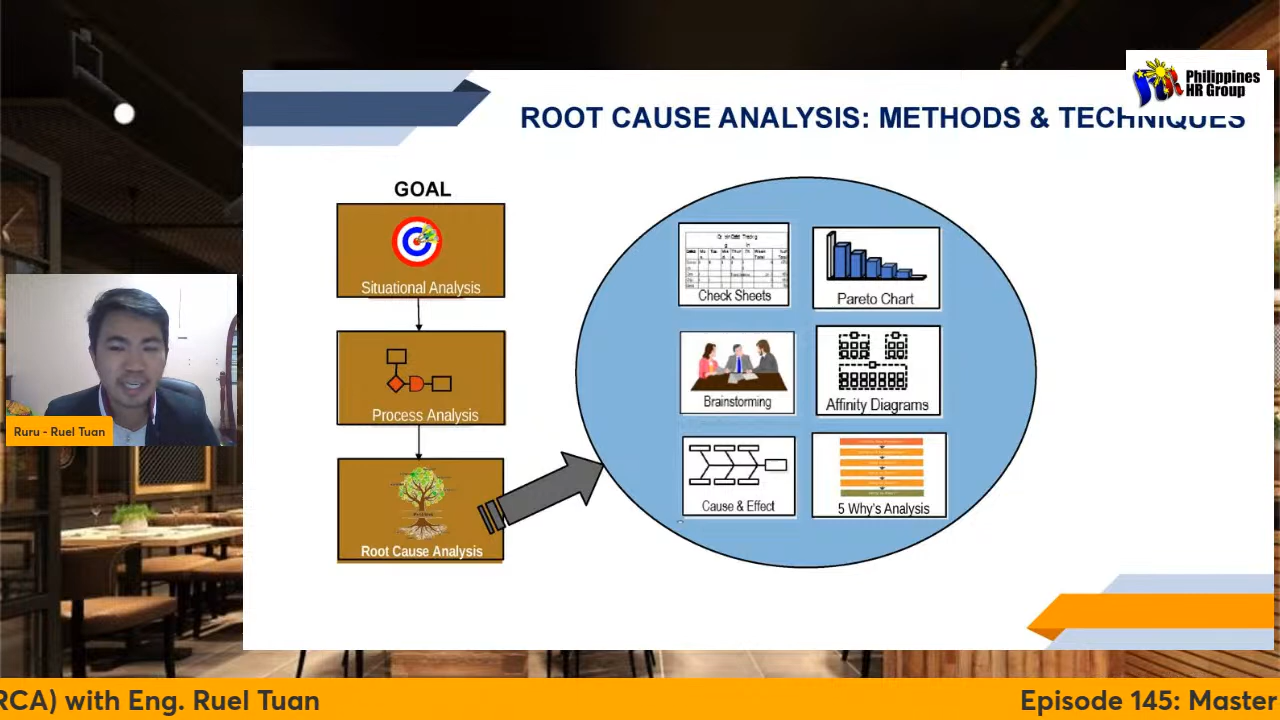 Philippines
HR Group
ROOT CAUSE ANALYSIS: METHODS & TECHNIQUES
GOAL
Situational Analysis
Process Analysis
Root Cause Analysis
Check Sheets
Pareto Chart
Brainstorming
Affinity Diagrams
Cause & Effect
5 Why's Analysis
Ruru - Ruel Tuan
RCA) with Eng. Ruel Tuan
Episode 145: Master